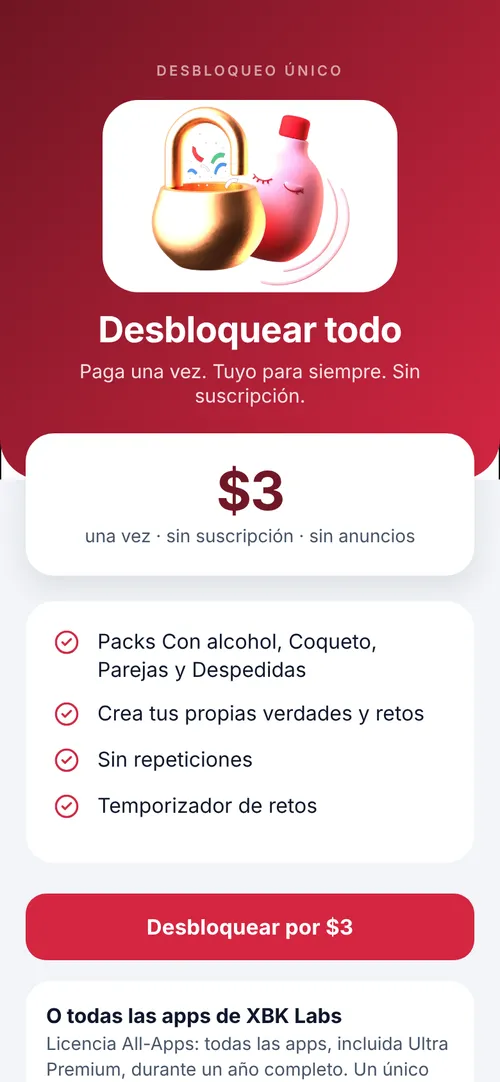 DESBLOQUEO ÚNICO
Desbloquear todo
Paga una vez. Tuyo para siempre. Sin
suscripción.
$3
una vez · sin suscripción · sin anuncios
Packs Con alcohol, Coqueto,
Parejas y Despedidas
Crea tus propias verdades y retos
Sin repeticiones
Temporizador de retos
Desbloquear por $3
O todas las apps de XBK Labs
Licencia All-Apps: todas las apps, incluida Ultra
Premium, durante un año completo. Un único